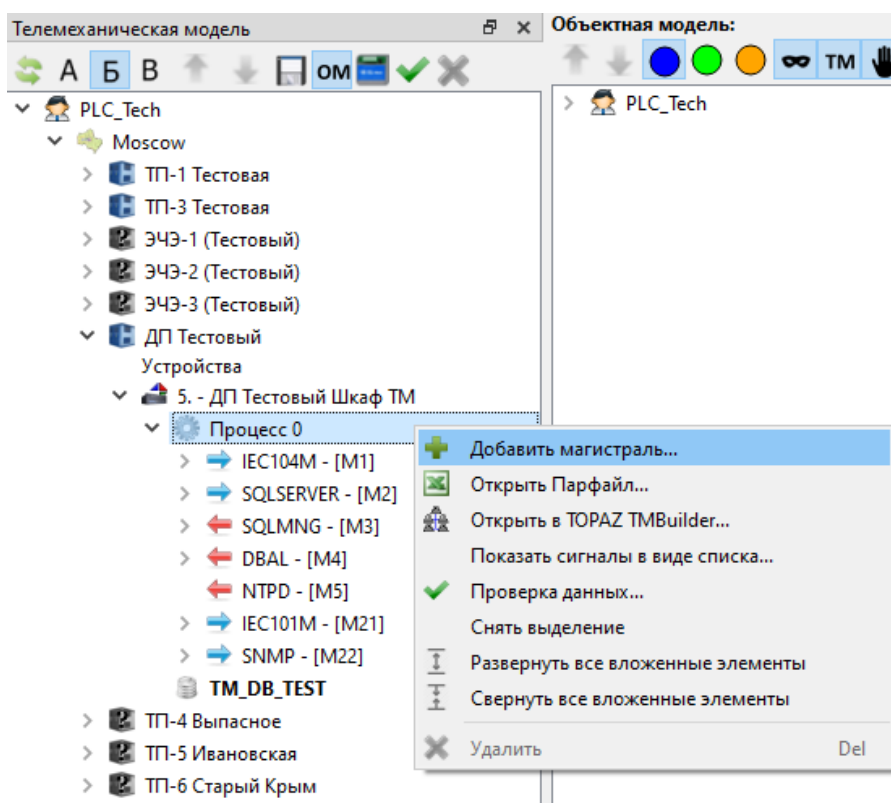 Телемеханическая модель
Объектная модель:
А Б В ОМ
ТМ
PLC_Tech
PLC_Tech
Moscow
ТП-1 Тестовая
ТП-3 Тестовая
ЭЧЭ-1 (Тестовый)
ЭЧЭ-2 (Тестовый)
ЭЧЭ-3 (Тестовый)
ДП Тестовый
Устройства
5. - ДП Тестовый Шкаф ТМ
Процесс 0
IEC104M - [M1]
SQLSERVER - [M2]
SQLMNG - [M3]
DBAL - [M4]
NTPD - [M5]
IEC101M - [M21]
SNMP - [M22]
TM_DB_TEST
ТП-4 Выпасное
ТП-5 Ивановская
ТП-6 Старый Крым
Добавить магистраль...
Открыть Парфайл...
Открыть в TOPAZ TMBuilder...
Показать сигналы в виде списка...
Проверка данных...
Снять выделение
Развернуть все вложенные элементы
Свернуть все вложенные элементы
Удалить Del